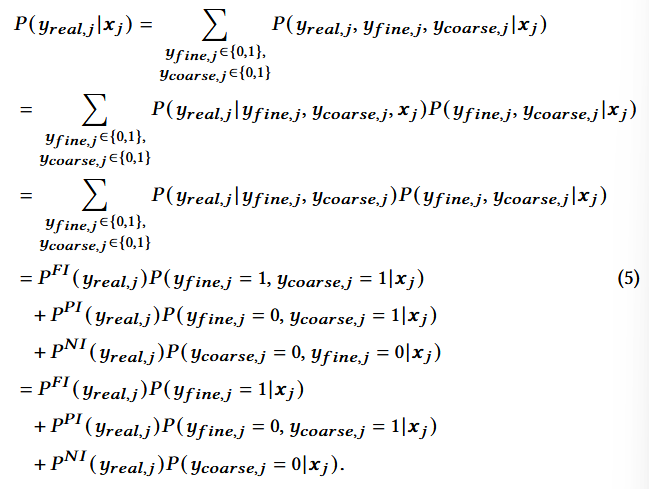 P(y_{real,j}|x_j) = \sum_{y_{fine,j}∈{0,1}, y_{coarse,j}∈{0,1}} P(y_{real,j}, y_{fine,j}, y_{coarse,j}|x_j)
= \sum_{y_{fine,j}∈{0,1}, y_{coarse,j}∈{0,1}} P(y_{real,j}|y_{fine,j}, y_{coarse,j}, x_j)P(y_{fine,j}, y_{coarse,j}|x_j)
= \sum_{y_{fine,j}∈{0,1}, y_{coarse,j}∈{0,1}} P(y_{real,j}|y_{fine,j}, y_{coarse,j})P(y_{fine,j}, y_{coarse,j}|x_j)
= P^{FI}(y_{real,j})P(y_{fine,j} = 1, y_{coarse,j} = 1|x_j) (5)
+ P^{PI}(y_{real,j})P(y_{fine,j} = 0, y_{coarse,j} = 1|x_j)
+ P^{NI}(y_{real,j})P(y_{coarse,j} = 0, y_{fine,j} = 0|x_j)
= P^{FI}(y_{real,j})P(y_{fine,j} = 1|x_j)
+ P^{PI}(y_{real,j})P(y_{fine,j} = 0, y_{coarse,j} = 1|x_j)
+ P^{NI}(y_{real,j})P(y_{coarse,j} = 0|x_j).